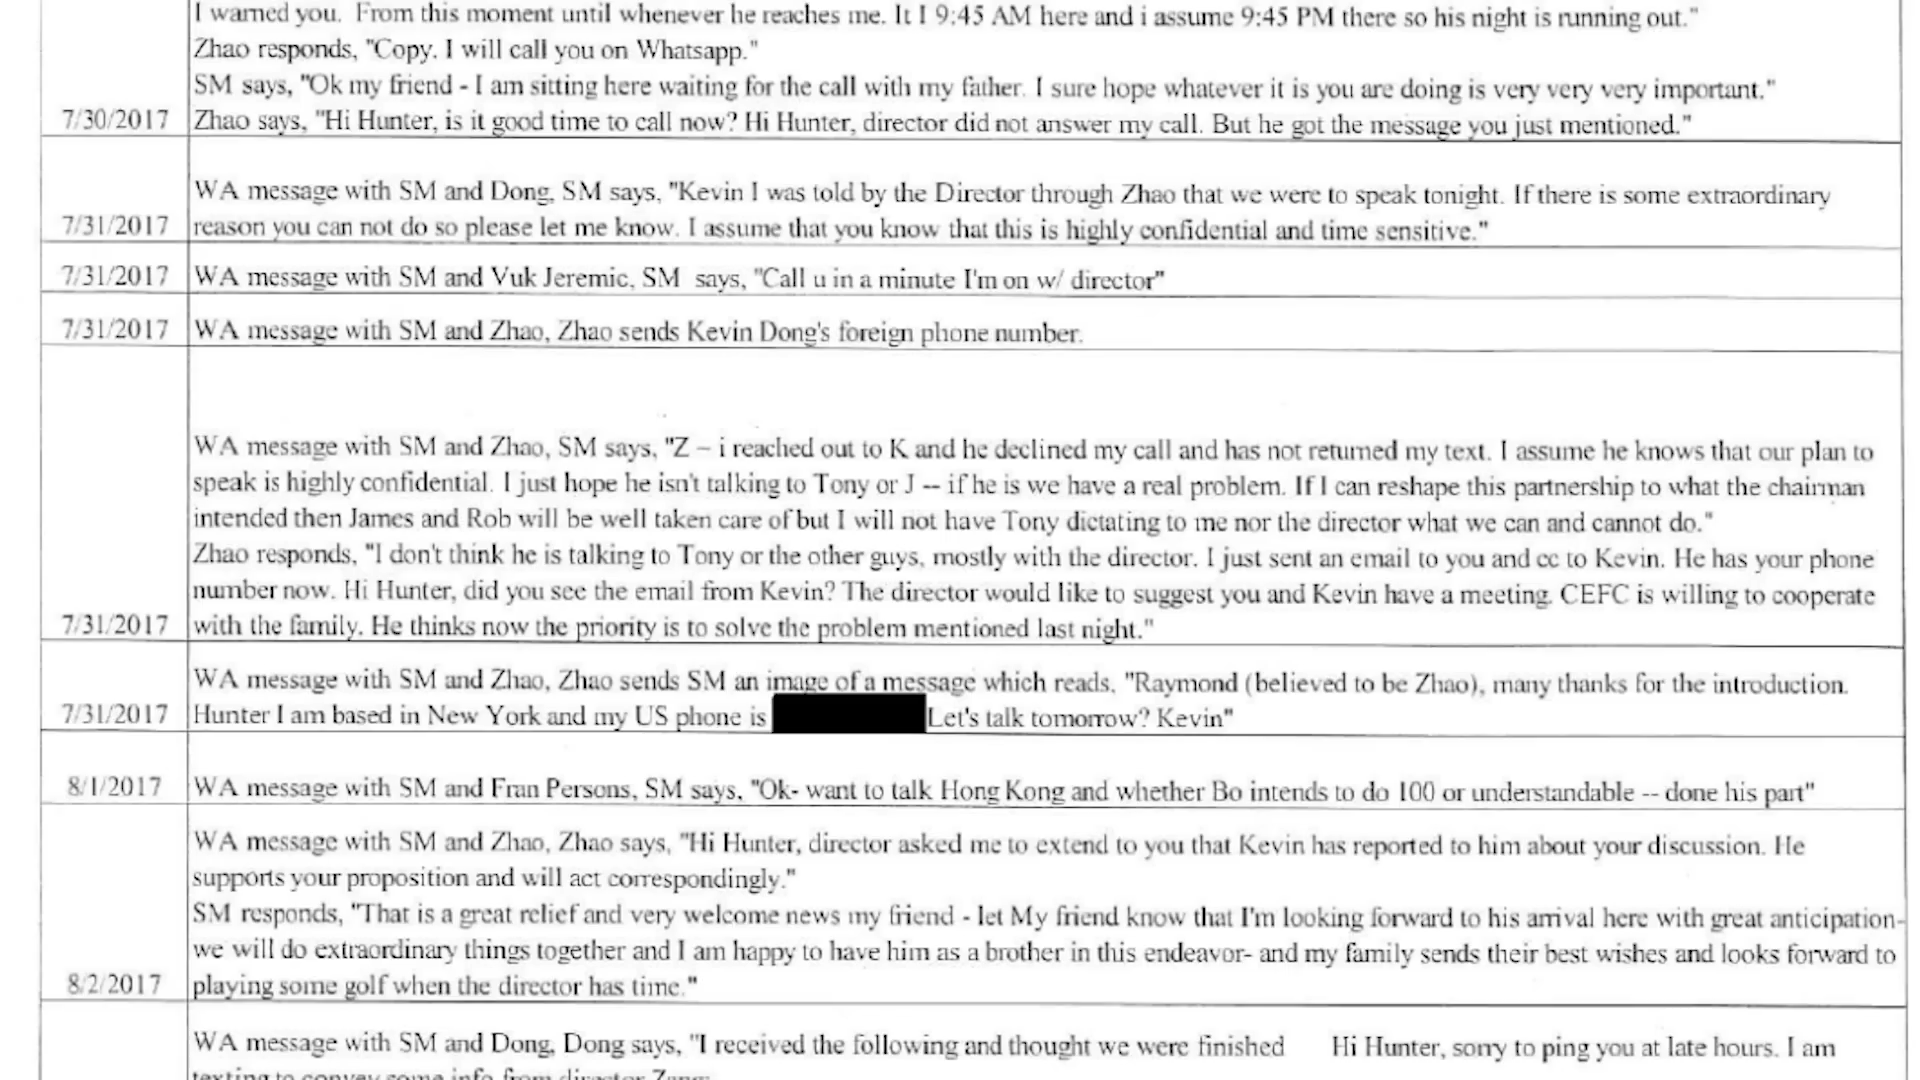 I warned you.  From this moment until whenever he reaches me. It I 9:45 AM here and i assume 9:45 PM there so his night is running out."
Zhao responds, "Copy. I will call you on Whatsapp."
SM says, "Ok my friend - I am sitting here waiting for the call with my father. I sure hope whatever it is you are doing is very very very important."
7/30/2017 Zhao says, "Hi Hunter, is it good time to call now? Hi Hunter, director did not answer my call. But he got the message you just mentioned."
WA message with SM and Dong, SM says, "Kevin I was told by the Director through Zhao that we were to speak tonight. If there is some extraordinary
7/31/2017 reason you can not do so please let me know. I assume that you know that this is highly confidential and time sensitive."
7/31/2017 WA message with SM and Vuk Jeremic, SM  says, "Call u in a minute I'm on w/ director"
7/31/2017 WA message with SM and Zhao, Zhao sends Kevin Dong's foreign phone number.
WA message with SM and Zhao, SM says, "Z – i reached out to K and he declined my call and has not returned my text. I assume he knows that our plan to
speak is highly confidential. I just hope he isn't talking to Tony or J -- if he is we have a real problem. If I can reshape this partnership to what the chairman
intended then James and Rob will be well taken care of but I will not have Tony dictating to me nor the director what we can and cannot do."
Zhao responds, "I don't think he is talking to Tony or the other guys, mostly with the director. I just sent an email to you and cc to Kevin. He has your phone
number now. Hi Hunter, did you see the email from Kevin? The director would like to suggest you and Kevin have a meeting. CEFC is willing to cooperate
7/31/2017 with the family. He thinks now the priority is to solve the problem mentioned last night."
WA message with SM and Zhao, Zhao sends SM an image of a message which reads, "Raymond (believed to be Zhao), many thanks for the introduction.
7/31/2017 Hunter I am based in New York and my US phone is Let's talk tomorrow? Kevin"
8/1/2017 WA message with SM and Fran Persons, SM says, "Ok- want to talk Hong Kong and whether Bo intends to do 100 or understandable -- done his part"
WA message with SM and Zhao, Zhao says, "Hi Hunter, director asked me to extend to you that Kevin has reported to him about your discussion. He
supports your proposition and will act correspondingly."
SM responds, "That is a great relief and very welcome news my friend - let My friend know that I'm looking forward to his arrival here with great anticipation-
we will do extraordinary things together and I am happy to have him as a brother in this endeavor- and my family sends their best wishes and looks forward to
8/2/2017 playing some golf when the director has time."
WA message with SM and Dong, Dong says, "I received the following and thought we were finished Hi Hunter, sorry to ping you at late hours. I am
texting to convey some info from director Zang: